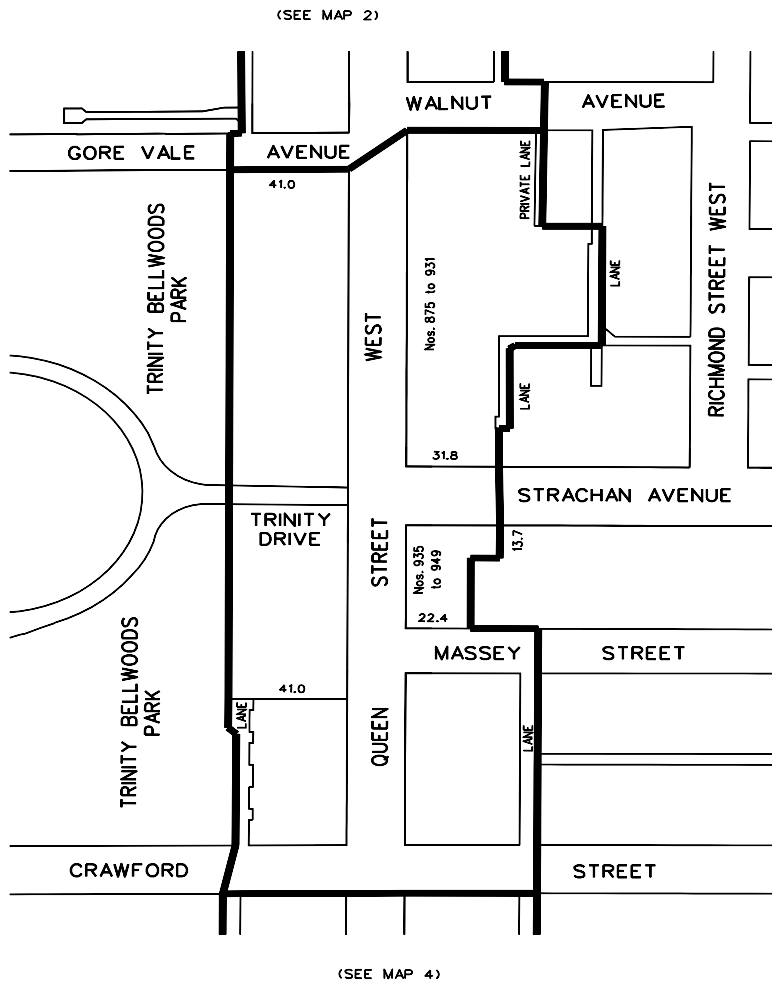 (SEE MAP 2)
WALNUT AVENUE
GORE VALE AVENUE
41.0
PRIVATE LANE
TRINITY BELLWOODS
PARK
WEST
Nos. 875 to 931
LANE
RICHMOND STREET WEST
LANE
31.8
STRACHAN AVENUE
TRINITY
DRIVE
STREET
Nos. 935
to 949
13.7
22.4
MASSEY STREET
TRINITY BELLWOODS
PARK
41.0
LANE
QUEEN
LANE
CRAWFORD STREET
(SEE MAP 4)